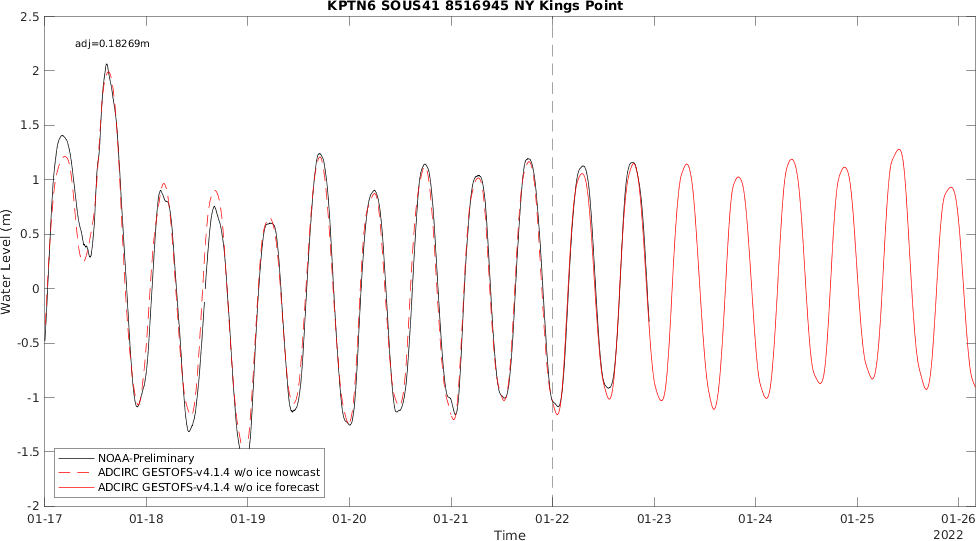 KPTN6 SOUS41 8516945 NY Kings Point
adj=0.18269m
2.5
2
1.5
1
0.5
0
-0.5
-1
-1.5
-2
Water Level (m)
NOAA-Preliminary
ADCIRC GESTOFS-v4.1.4 w/o ice nowcast
ADCIRC GESTOFS-v4.1.4 w/o ice forecast
01-17 01-18 01-19 01-20 01-21 01-22 01-23 01-24 01-25 01-26
Time
2022